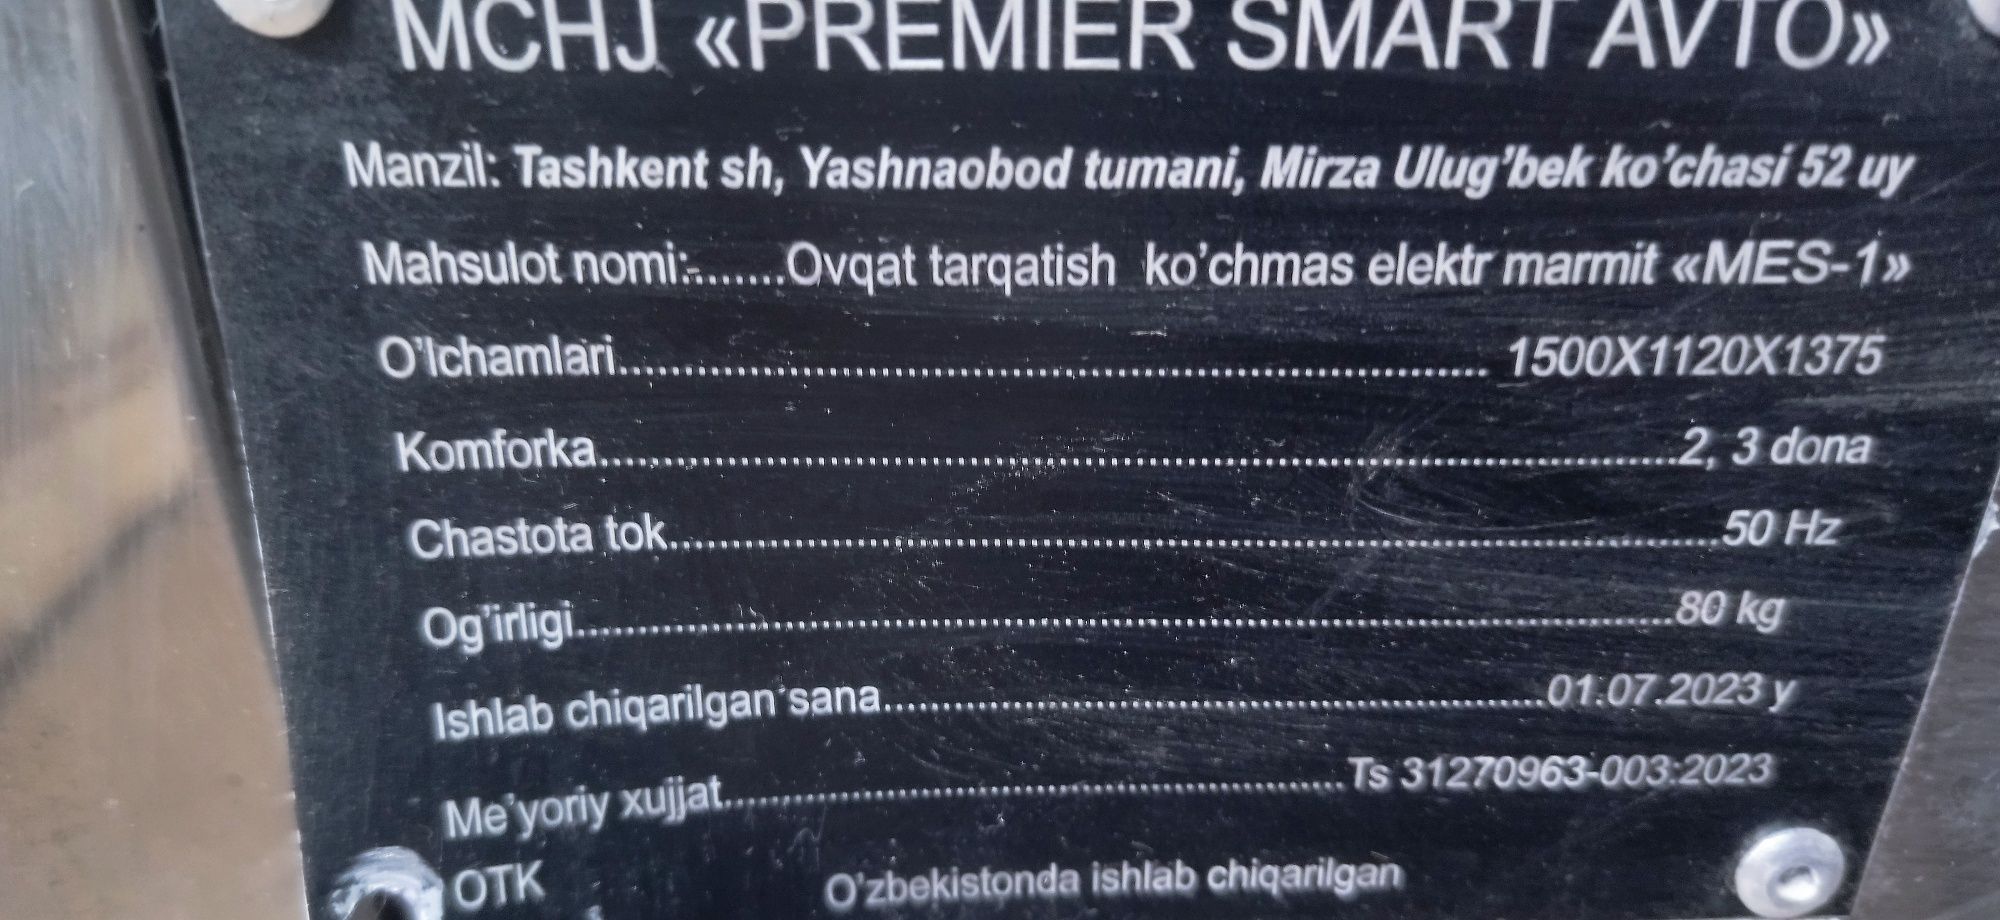 MCHJ «PREMIER SMART AVTO»
Manzil: Tashkent sh, Yashnaobod tumani, Mirza Ulug’bek ko’chasi 52 uy
Mahsulot nomi:-.......Ovqat tarqatish ko’chmas elektr marmit «MES-1»
O’lchamlari........................................................ 1500X1120X1375
Komforka........................................................2, 3 dona
Chastota tok........................................................50 Hz
Og’irligi........................................................80 kg
Ishlab chiqarilgan sana........................................................01.07.2023 y
Me’yoriy xujjat........................................................Ts 31270963-003:2023
OTK O’zbekistonda ishlab chiqarilgan